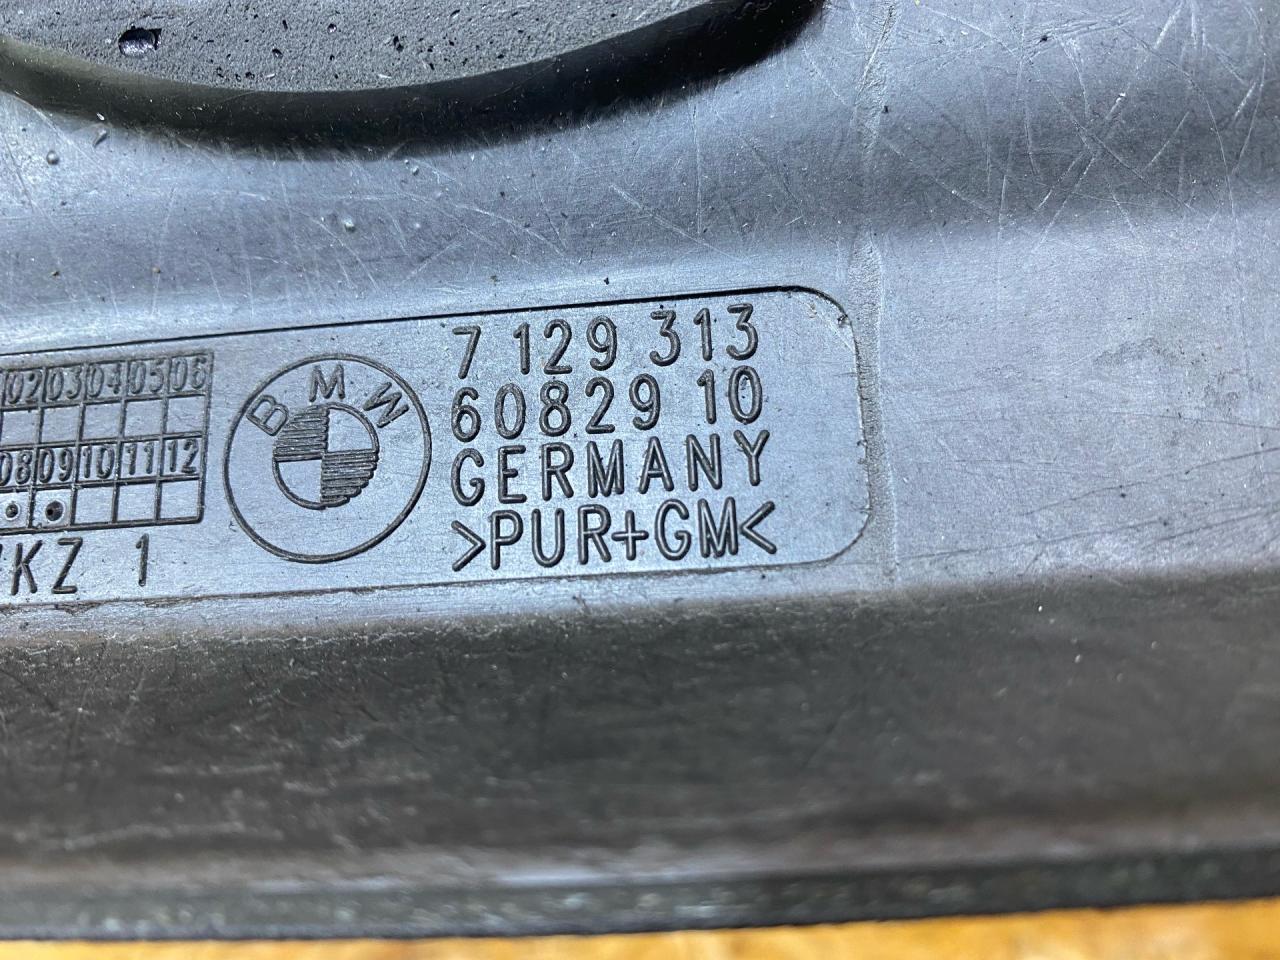 7 129 313
60829 10
GERMANY
>PUR+GM<
BMW
02 03 04 05 06
08 09 10 11 12
KZ 1